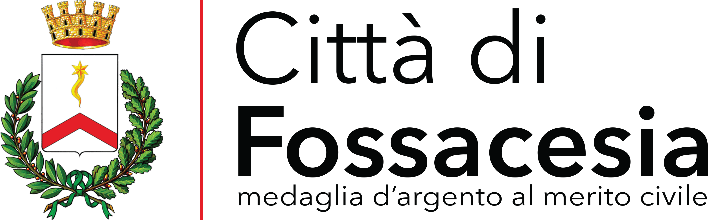 Città di
Fossacesia
medaglia d'argento al merito civile